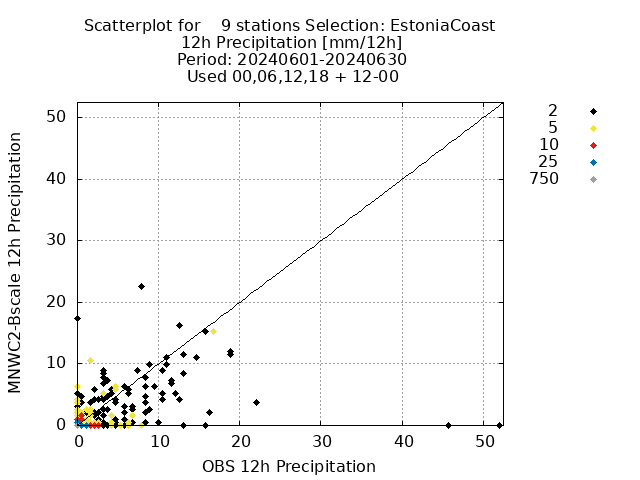 Scatterplot for 9 stations Selection: EstoniaCoast
12h Precipitation [mm/12h]
Period: 20240601-20240630
Used 00,06,12,18 + 12-00
2
5
10
25
750
MNWC2-Bscale 12h Precipitation
50
40
30
20
10
0
0 10 20 30 40 50
OBS 12h Precipitation